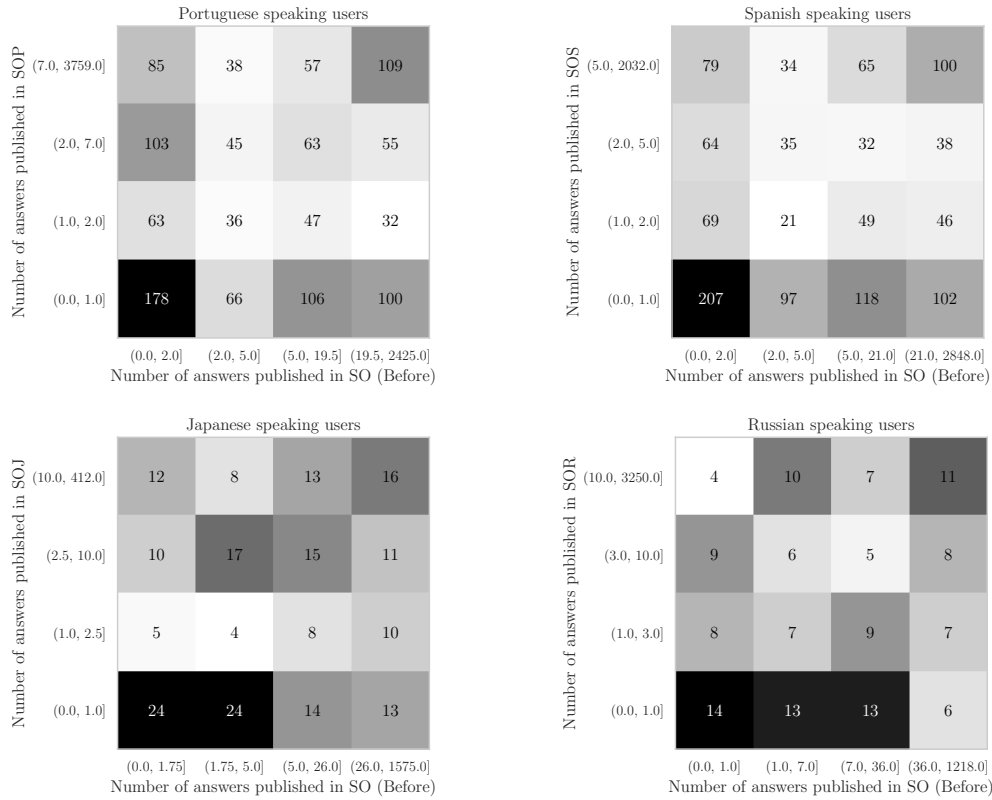 Portuguese speaking users
Number of answers published in SOP
(7.0, 3759.0] 85 38 57 109
(2.0, 7.0] 103 45 63 55
(1.0, 2.0] 63 36 47 32
(0.0, 1.0] 178 66 106 100
(0.0, 2.0] (2.0, 5.0] (5.0, 19.5] (19.5, 2425.0]
Number of answers published in SO (Before)
Spanish speaking users
Number of answers published in SOS
(5.0, 2032.0] 79 34 65 100
(2.0, 5.0] 64 35 32 38
(1.0, 2.0] 69 21 49 46
(0.0, 1.0] 207 97 118 102
(0.0, 2.0] (2.0, 5.0] (5.0, 21.0] (21.0, 2848.0]
Number of answers published in SO (Before)
Japanese speaking users
Number of answers published in SOJ
(10.0, 412.0] 12 8 13 16
(2.5, 10.0] 10 17 15 11
(1.0, 2.5] 5 4 8 10
(0.0, 1.0] 24 24 14 13
(0.0, 1.75] (1.75, 5.0] (5.0, 26.0] (26.0, 1575.0]
Number of answers published in SO (Before)
Russian speaking users
Number of answers published in SOR
(10.0, 3250.0] 4 10 7 11
(3.0, 10.0] 9 6 5 8
(1.0, 3.0] 8 7 9 7
(0.0, 1.0] 14 13 13 6
(0.0, 1.0] (1.0, 7.0] (7.0, 36.0] (36.0, 1218.0]
Number of answers published in SO (Before)